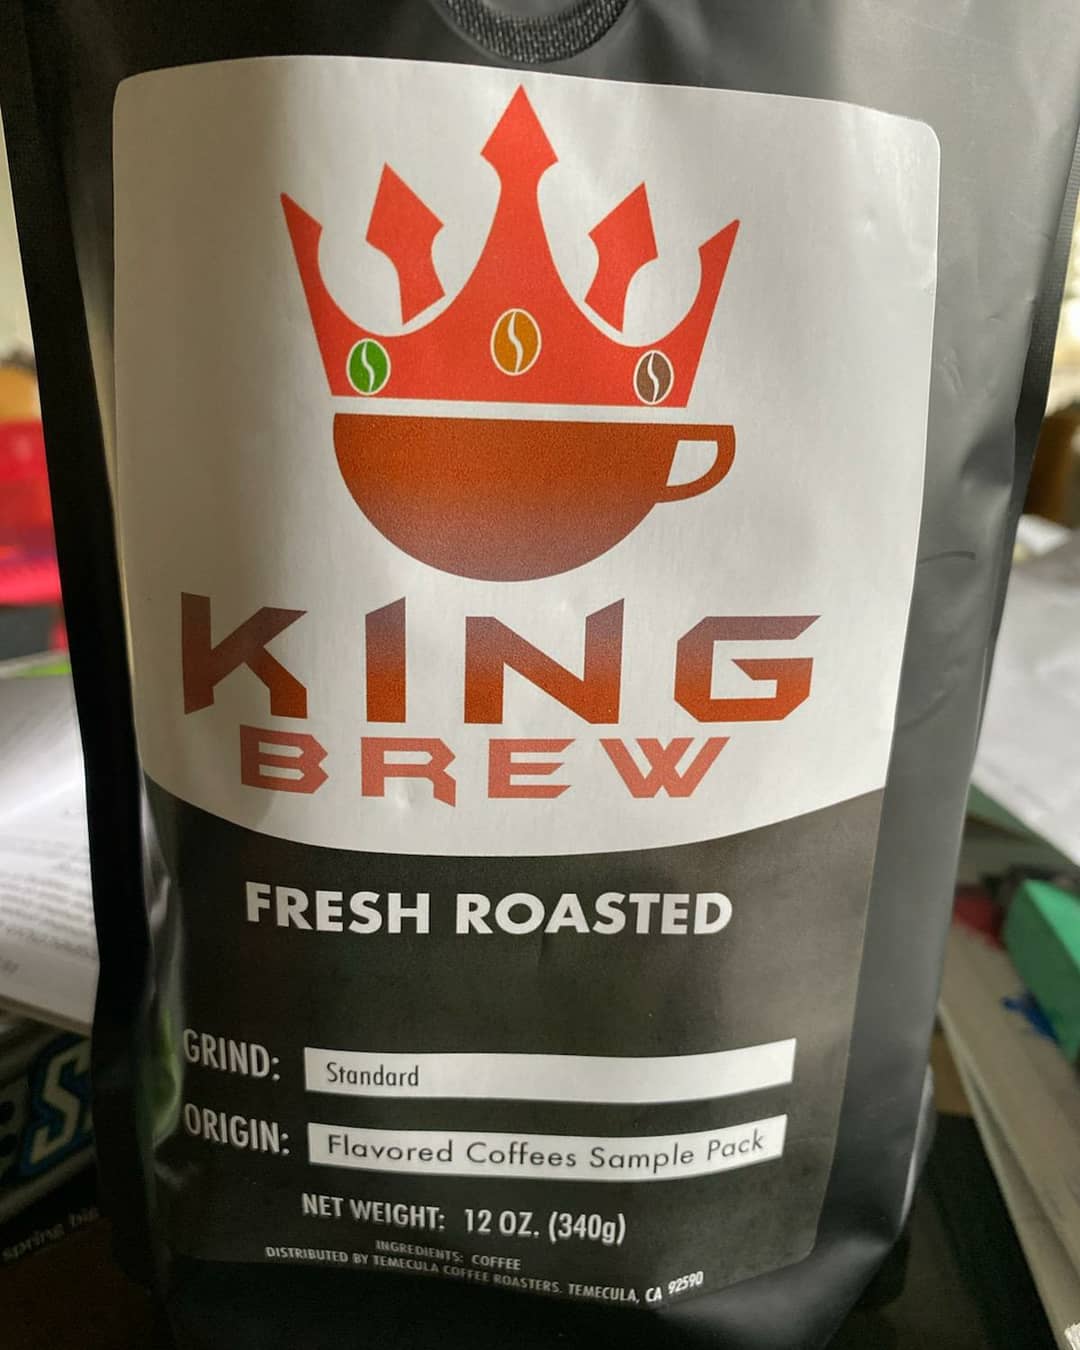 KING
BREW
FRESH ROASTED
GRIND: Standard
ORIGIN: Flavored Coffees Sample Pack
NET WEIGHT: 12 OZ. (340g)
INGREDIENTS: COFFEE
DISTRIBUTED BY TEMECULA COFFEE ROASTERS. TEMECULA, CA 92590
spring